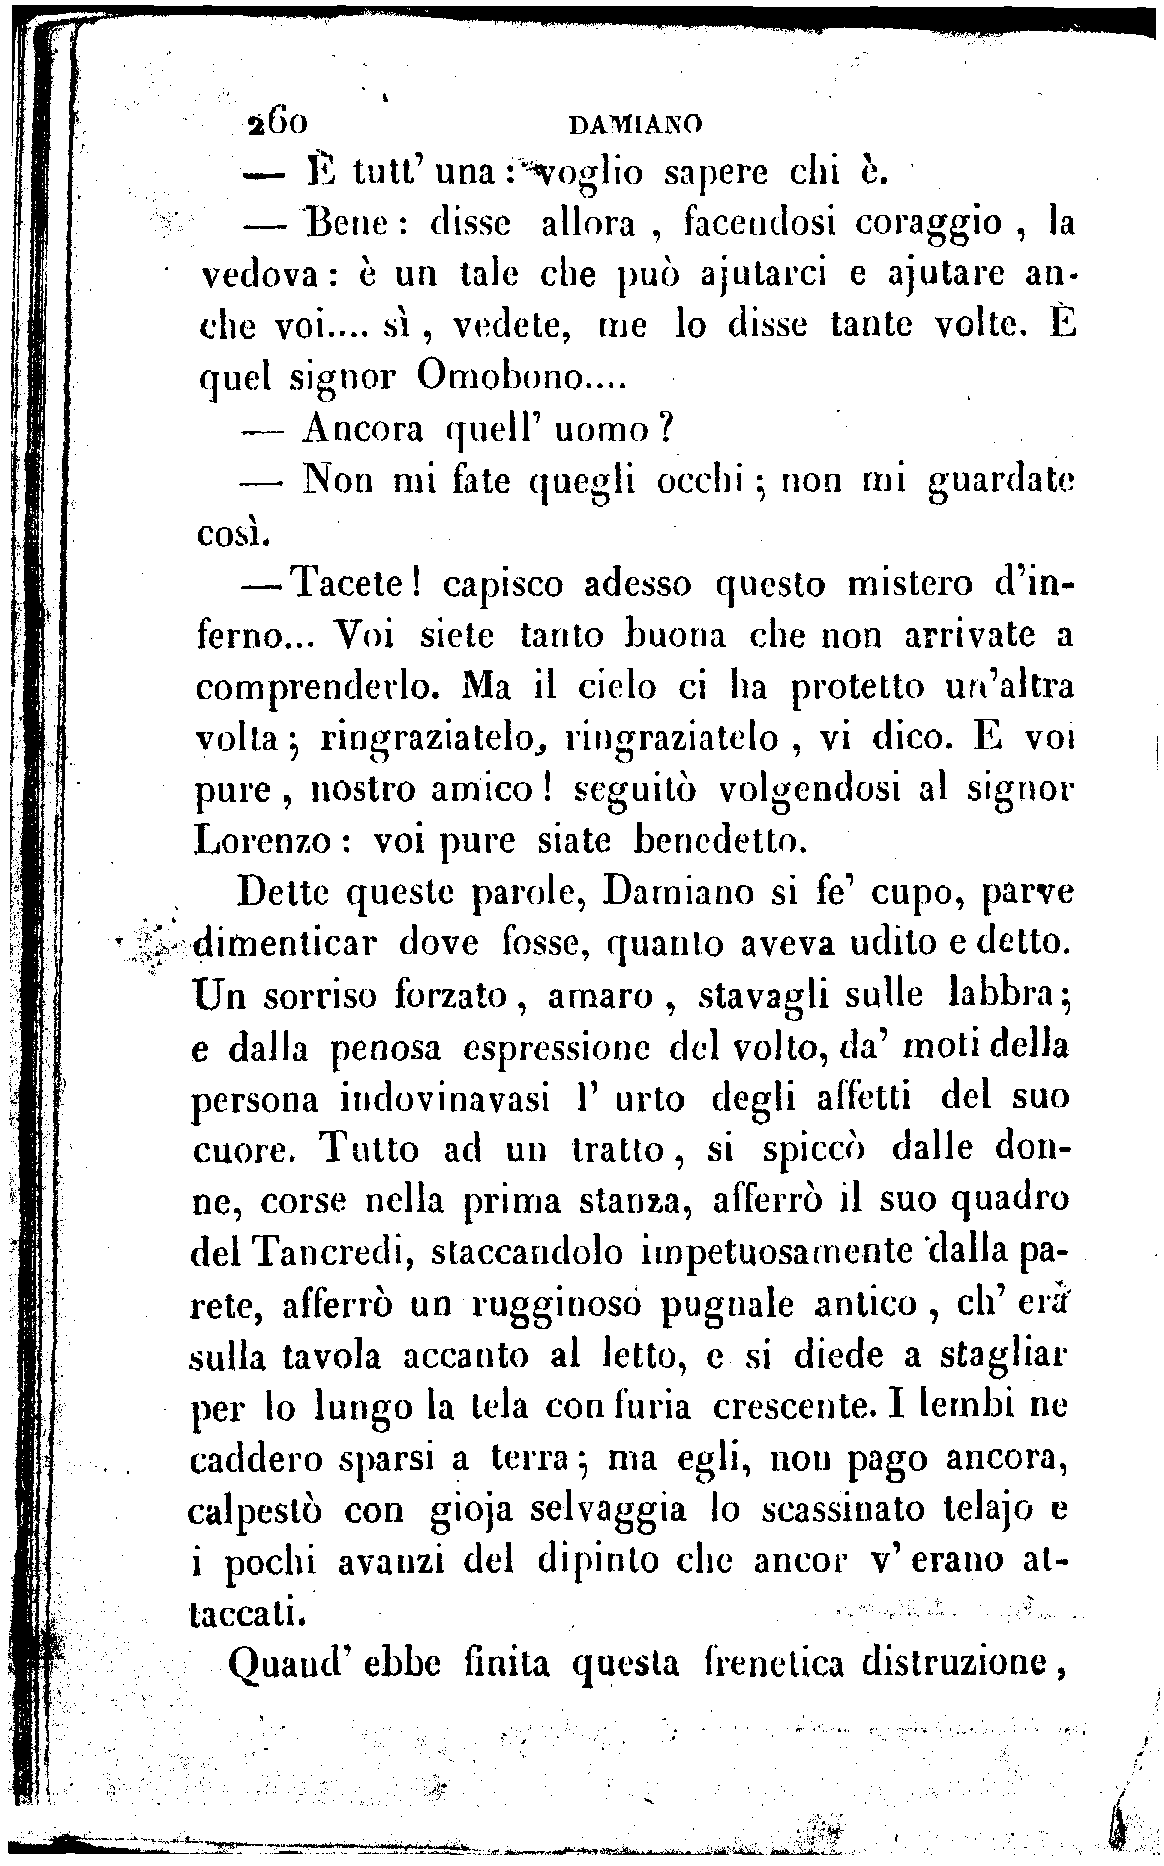 260 DAMIANO
— È tutt' una : voglio sapere chi è.
— Bene : disse allora , facendosi coraggio , la
vedova : è un tale che può ajutarci e ajutare an-
che voi.... sì , vedete, me lo disse tante volte. È
quel signor Omobono....
— Ancora quell' uomo ?
— Non mi fate quegli occhi ; non mi guardate
così.
— Tacete ! capisco adesso questo mistero d'in-
ferno... Voi siete tanto buona che non arrivate a
comprenderlo. Ma il cielo ci ha protetto un'altra
volta ; ringraziatelo, ringraziatelo , vi dico. E voi
pure , nostro amico ! seguitò volgendosi al signor
Lorenzo : voi pure siate benedetto.
Dette queste parole, Damiano si fe' cupo, parve
dimenticar dove fosse, quanto aveva udito e detto.
Un sorriso forzato , amaro , stavagli sulle labbra ;
e dalla penosa espressione del volto, da' moti della
persona indovinavasi l' urto degli affetti del suo
cuore. Tutto ad un tratto , si spiccò dalle don-
ne, corse nella prima stanza, afferrò il suo quadro
del Tancredi, staccandolo impetuosamente dalla pa-
rete, afferrò un rugginoso pugnale antico , ch' era
sulla tavola accanto al letto, e si diede a stagliar
per lo lungo la tela con furia crescente. I lembi ne
caddero sparsi a terra ; ma egli, non pago ancora,
calpestò con gioja selvaggia lo scassinato telajo e
i pochi avanzi del dipinto che ancor v' erano at-
taccati.
Quand' ebbe finita questa frenetica distruzione ,